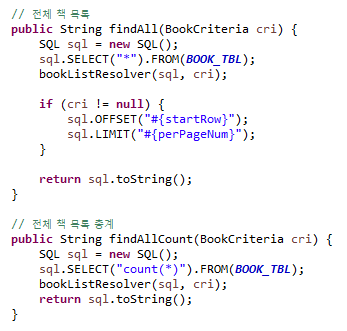 // 전체 책 목록
public String findAll(BookCriteria cri) {
    SQL sql = new SQL();
    sql.SELECT("*").FROM(BOOK_TBL);
    bookListResolver(sql, cri);

    if (cri != null) {
        sql.OFFSET("#{startRow}");
        sql.LIMIT("#{perPageNum}");
    }

    return sql.toString();
}

// 전체 책 목록 총계
public String findAllCount(BookCriteria cri) {
    SQL sql = new SQL();
    sql.SELECT("count(*)").FROM(BOOK_TBL);
    bookListResolver(sql, cri);
    return sql.toString();
}